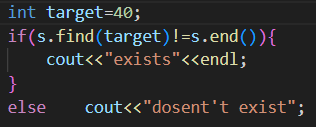 int target=40;
if(s.find(target)!=s.end()){
    cout<<"exists"<<endl;
}
else    cout<<"dosent't exist";